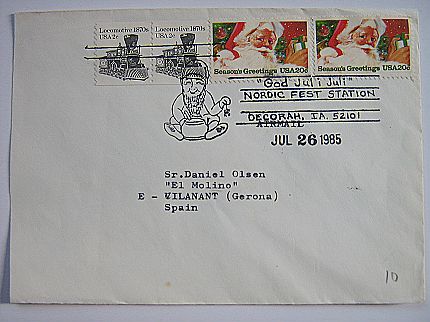 Locomotive 1870s Locomotive 1870s
USA 2c USA 2c
Season's Greetings USA 20c Season's Greetings USA 20c
"God Jul i Juli"
NORDIC FEST STATION
DECORAH, IA. 52101
AIRMAIL
JUL 26 1985
Sr.Daniel Olsen
"El Molino"
E - VILANANT (Gerona)
Spain
10